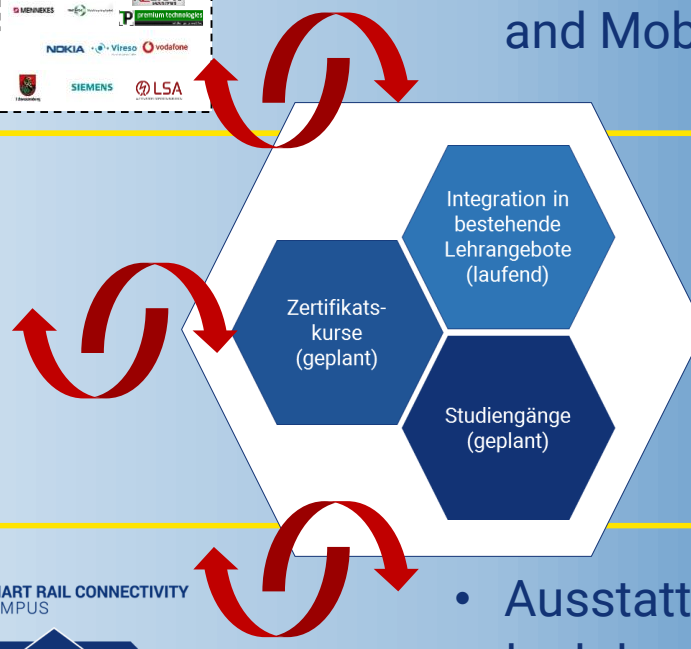 MENNEKES
premium technologies
and Mob
NOKIA Vireso vodafone
SIEMENS LSA
Integration in
bestehende
Lehrangebote
(laufend)
Zertifikats-
kurse
(geplant)
Studiengänge
(geplant)
ART RAIL CONNECTIVITY
MPUS
• Ausstatt